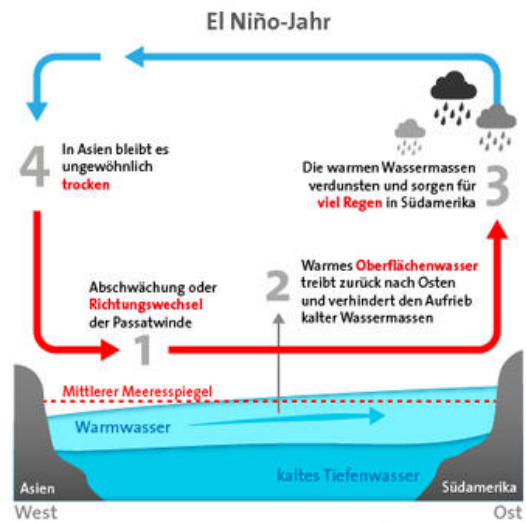 El Niño-Jahr
4
In Asien bleibt es
ungewöhnlich
trocken
Die warmen Wassermassen
verdunsten und sorgen für
viel Regen in Südamerika
3
Abschwächung oder
Richtungswechsel
der Passatwinde
1
2
Warmes Oberflächenwasser
treibt zurück nach Osten
und verhindert den Aufrieb
kalter Wassermassen
Mittlerer Meeresspiegel
Warmwasser
kaltes Tiefenwasser
Asien
Südamerika
West
Ost